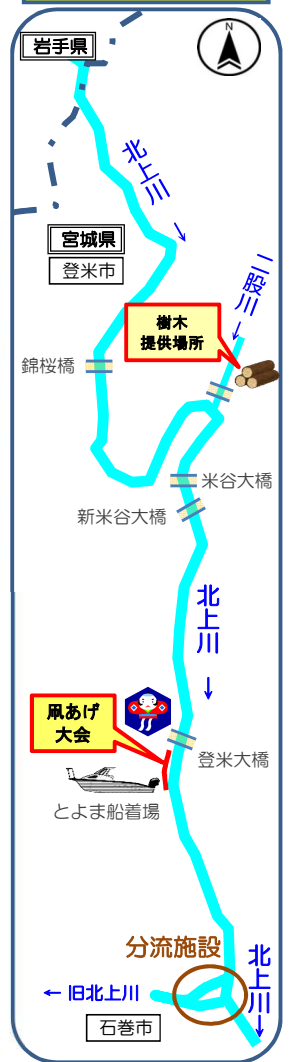 N
岩手県
北上川
↓
宮城県
登米市
二股川
↓
樹木
提供場所
錦桜橋
米谷大橋
新米谷大橋
北上川
↓
凧あげ
大会
登米大橋
とよま船着場
分流施設
北上川
↓
← 旧北上川
石巻市